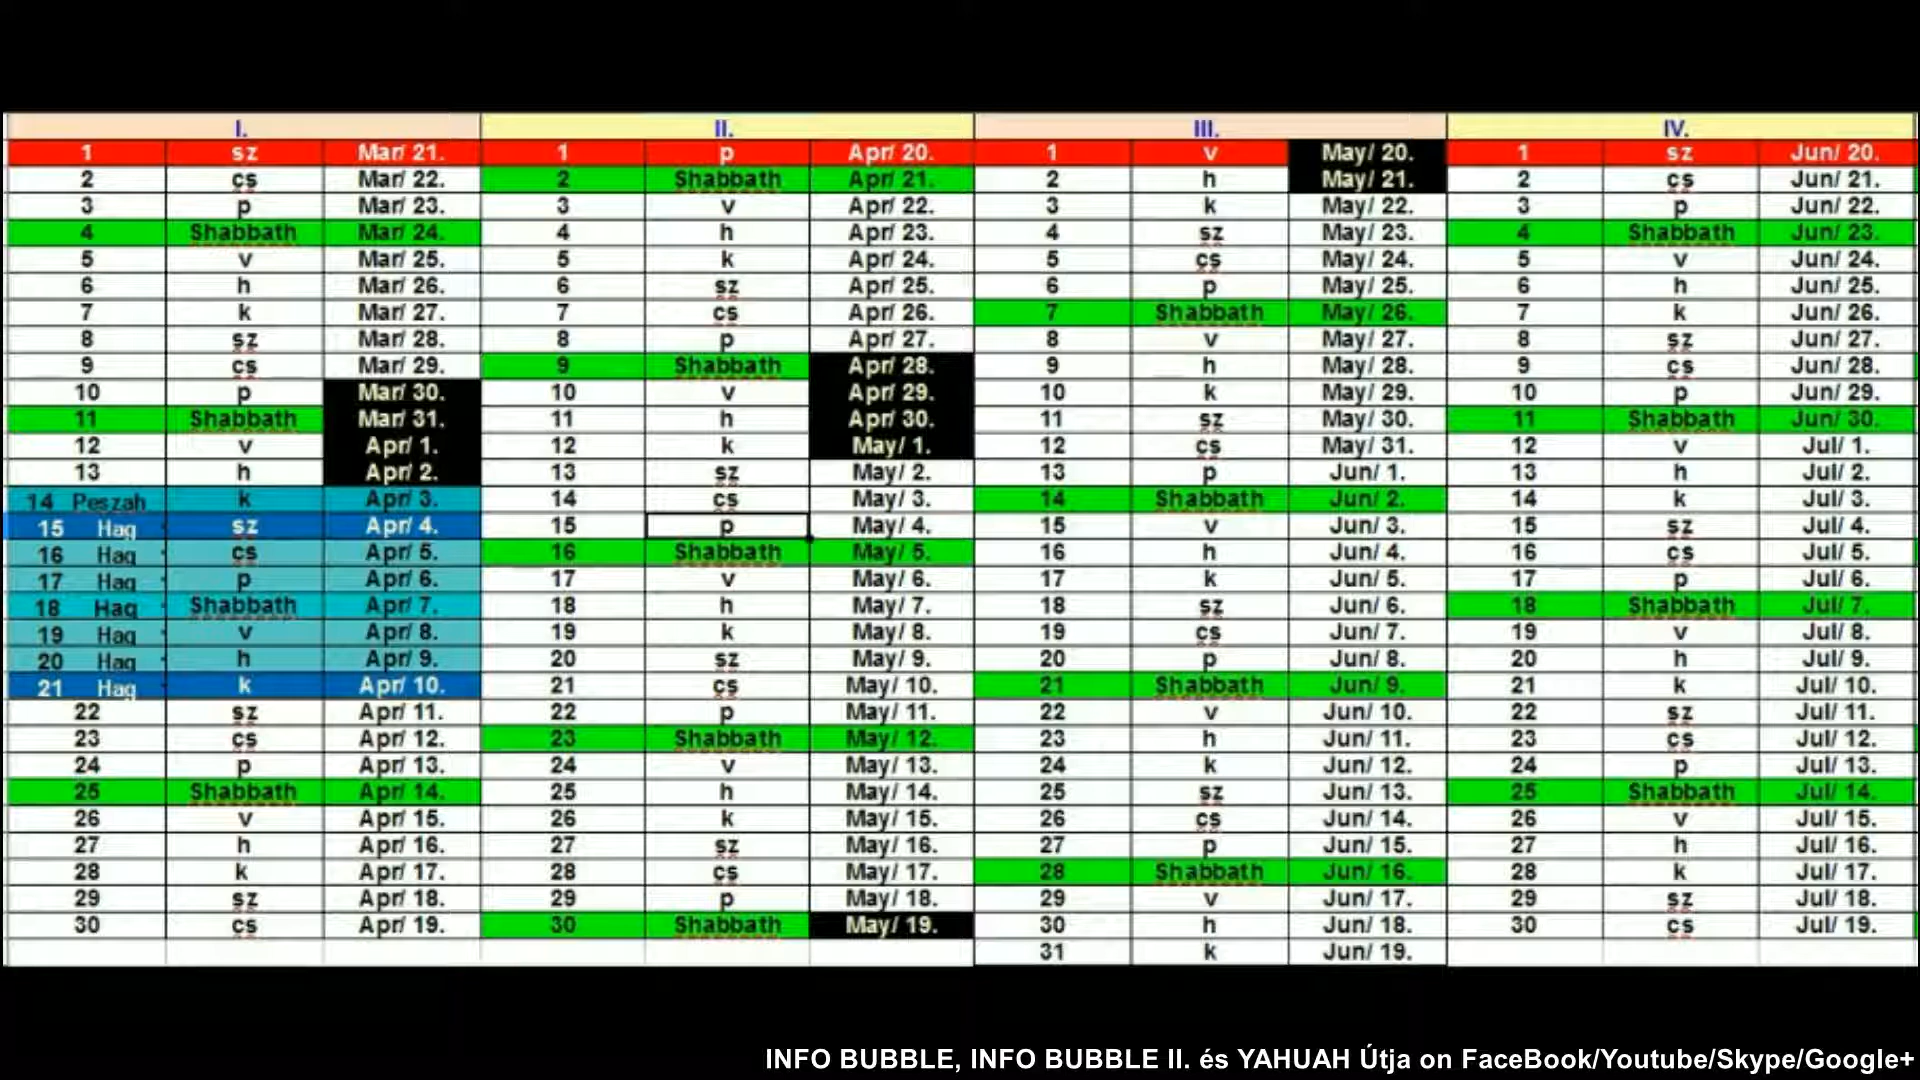 I. II. III. IV.
1 sz Mar/ 21. 1 p Apr/ 20. 1 v May/ 20. 1 sz Jun/ 20.
2 cs Mar/ 22. 2 Shabbath Apr/ 21. 2 h May/ 21. 2 cs Jun/ 21.
3 p Mar/ 23. 3 v Apr/ 22. 3 k May/ 22. 3 p Jun/ 22.
4 Shabbath Mar/ 24. 4 h Apr/ 23. 4 sz May/ 23. 4 Shabbath Jun/ 23.
5 v Mar/ 25. 5 k Apr/ 24. 5 cs May/ 24. 5 v Jun/ 24.
6 h Mar/ 26. 6 sz Apr/ 25. 6 p May/ 25. 6 h Jun/ 25.
7 k Mar/ 27. 7 cs Apr/ 26. 7 Shabbath May/ 26. 7 k Jun/ 26.
8 sz Mar/ 28. 8 p Apr/ 27. 8 v May/ 27. 8 sz Jun/ 27.
9 cs Mar/ 29. 9 Shabbath Apr/ 28. 9 h May/ 28. 9 cs Jun/ 28.
10 p Mar/ 30. 10 v Apr/ 29. 10 k May/ 29. 10 p Jun/ 29.
11 Shabbath Mar/ 31. 11 h Apr/ 30. 11 sz May/ 30. 11 Shabbath Jun/ 30.
12 v Apr/ 1. 12 k May/ 1. 12 cs May/ 31. 12 v Jul/ 1.
13 h Apr/ 2. 13 sz May/ 2. 13 p Jun/ 1. 13 h Jul/ 2.
14 Peszah k Apr/ 3. 14 cs May/ 3. 14 Shabbath Jun/ 2. 14 k Jul/ 3.
15 Hag sz Apr/ 4. 15 p May/ 4. 15 v Jun/ 3. 15 sz Jul/ 4.
16 Hag cs Apr/ 5. 16 Shabbath May/ 5. 16 h Jun/ 4. 16 cs Jul/ 5.
17 Hag p Apr/ 6. 17 v May/ 6. 17 k Jun/ 5. 17 p Jul/ 6.
18 Hag Shabbath Apr/ 7. 18 h May/ 7. 18 sz Jun/ 6. 18 Shabbath Jul/ 7.
19 Hag v Apr/ 8. 19 k May/ 8. 19 cs Jun/ 7. 19 v Jul/ 8.
20 Hag h Apr/ 9. 20 sz May/ 9. 20 p Jun/ 8. 20 h Jul/ 9.
21 Hag k Apr/ 10. 21 cs May/ 10. 21 Shabbath Jun/ 9. 21 k Jul/ 10.
22 sz Apr/ 11. 22 p May/ 11. 22 v Jun/ 10. 22 sz Jul/ 11.
23 cs Apr/ 12. 23 Shabbath May/ 12. 23 h Jun/ 11. 23 cs Jul/ 12.
24 p Apr/ 13. 24 v May/ 13. 24 k Jun/ 12. 24 p Jul/ 13.
25 Shabbath Apr/ 14. 25 h May/ 14. 25 sz Jun/ 13. 25 Shabbath Jul/ 14.
26 v Apr/ 15. 26 k May/ 15. 26 cs Jun/ 14. 26 v Jul/ 15.
27 h Apr/ 16. 27 sz May/ 16. 27 p Jun/ 15. 27 h Jul/ 16.
28 k Apr/ 17. 28 cs May/ 17. 28 Shabbath Jun/ 16. 28 k Jul/ 17.
29 sz Apr/ 18. 29 p May/ 18. 29 v Jun/ 17. 29 sz Jul/ 18.
30 cs Apr/ 19. 30 Shabbath May/ 19. 30 h Jun/ 18. 30 cs Jul/ 19.
31 k Jun/ 19.
INFO BUBBLE, INFO BUBBLE II. és YAHUAH Útja on FaceBook/Youtube/Skype/Google+